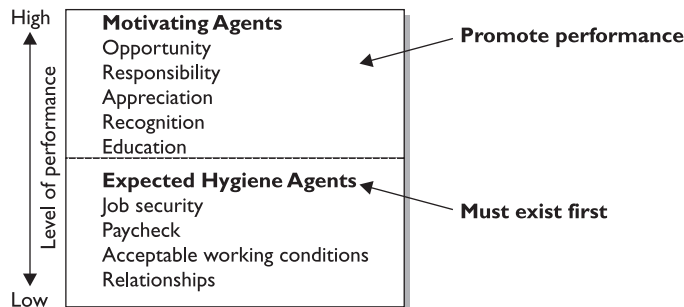 High
Level of performance
Low
Motivating Agents
Opportunity
Responsibility
Appreciation
Recognition
Education
Expected Hygiene Agents
Job security
Paycheck
Acceptable working conditions
Relationships
Promote performance
Must exist first